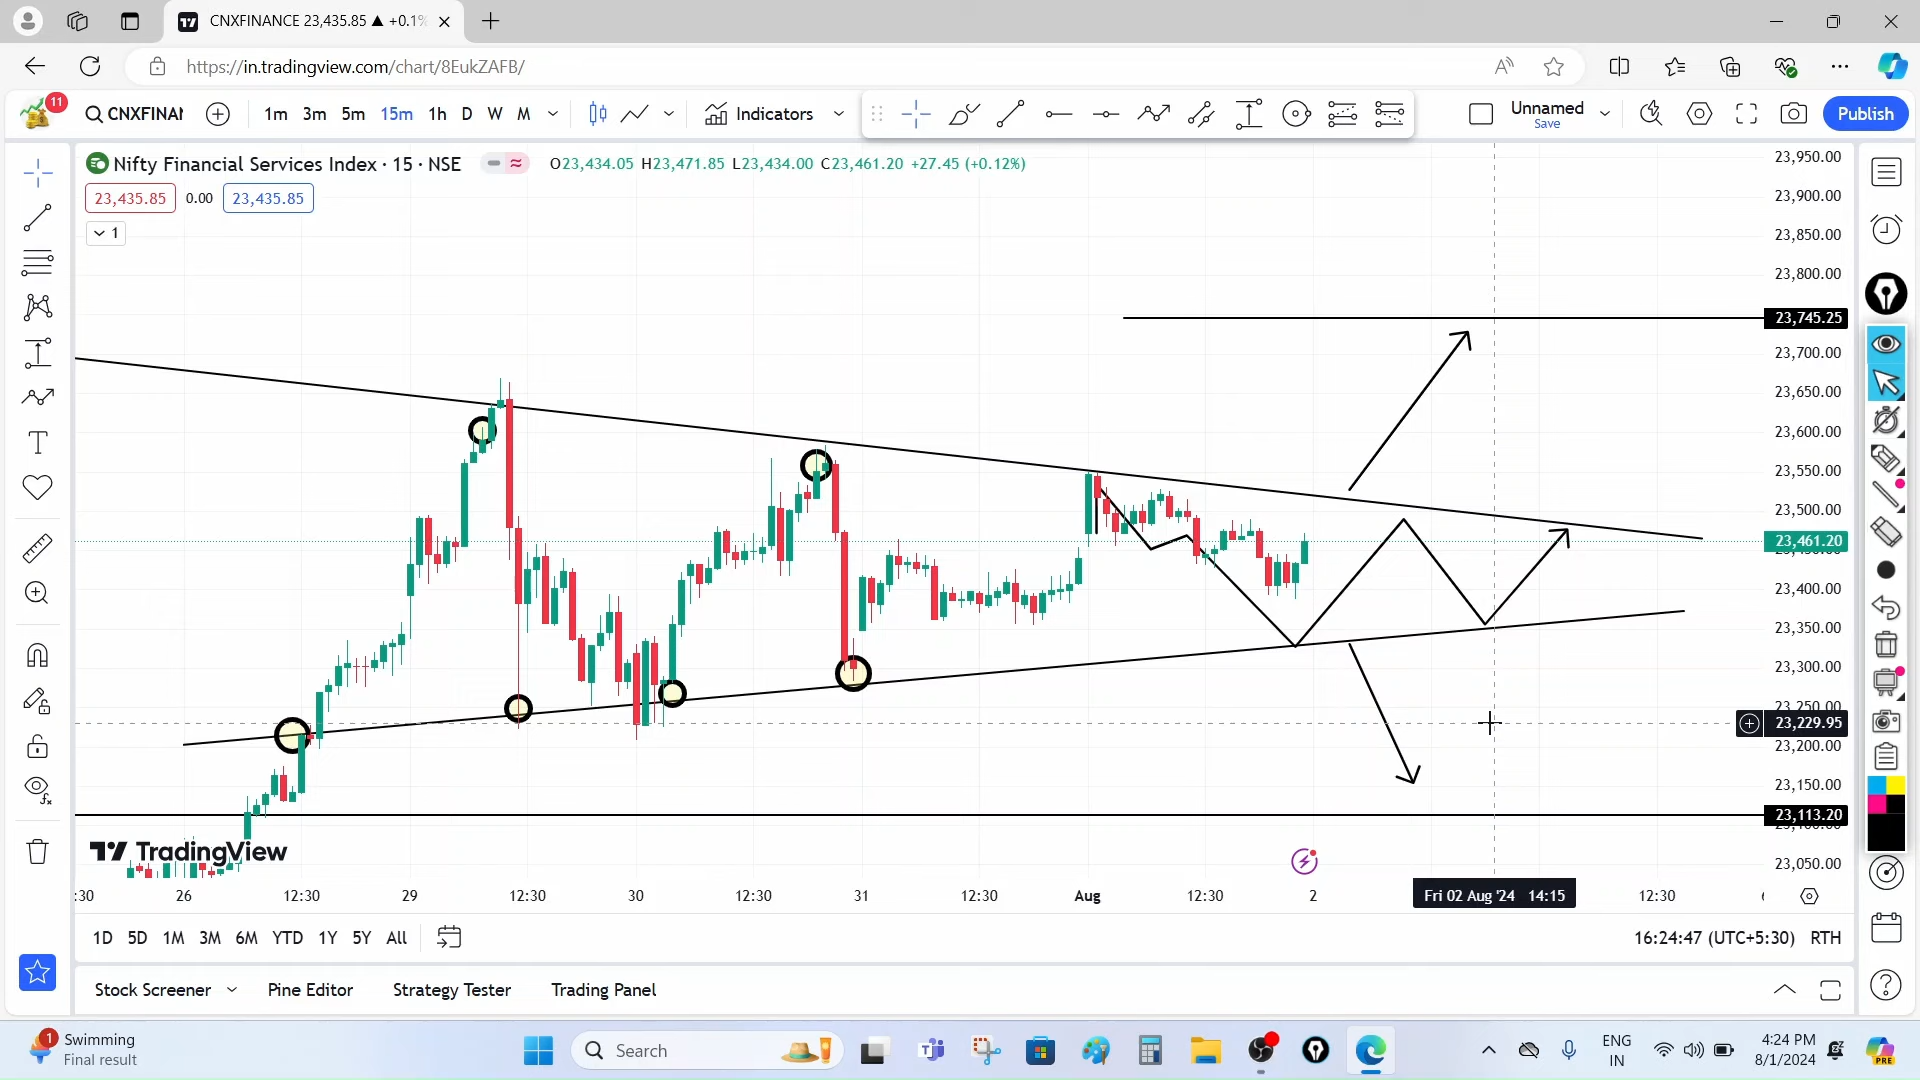 CNXFINANCE 23,435.85 ▲ +0.1%
https://in.tradingview.com/chart/8EukZAFB/
11
CNXFINAN
1m 3m 5m 15m 1h D W M
Indicators
Unnamed
Save
Publish
Nifty Financial Services Index · 15 · NSE
O23,434.05 H23,471.85 L23,434.00 C23,461.20 +27.45 (+0.12%)
23,435.85 0.00 23,435.85
1
23,950.00
23,900.00
23,850.00
23,800.00
23,745.25
23,700.00
23,650.00
23,600.00
23,550.00
23,500.00
23,461.20
23,400.00
23,350.00
23,300.00
23,250.00
23,229.95
23,200.00
23,150.00
23,113.20
23,050.00
TradingView
:30 26 12:30 29 12:30 30 12:30 31 12:30 Aug 12:30 2 Fri 02 Aug '24 14:15 12:30
1D 5D 1M 3M 6M YTD 1Y 5Y All
16:24:47 (UTC+5:30) RTH
Stock Screener Pine Editor Strategy Tester Trading Panel
1
Swimming
Final result
Search
ENG
IN
4:24 PM
8/1/2024
PRE